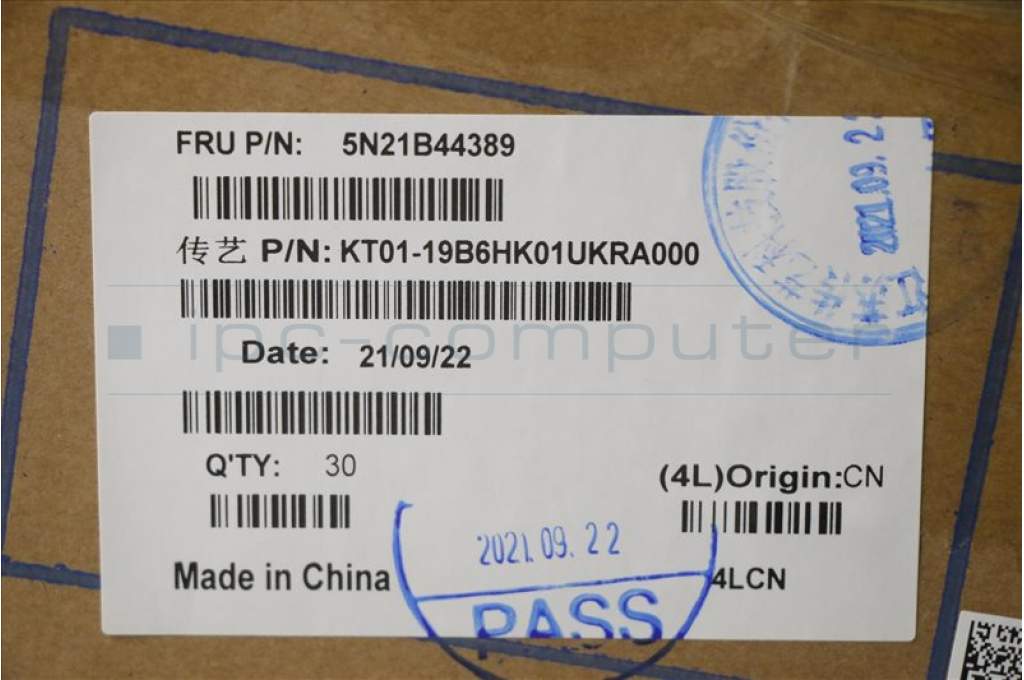 FRU P/N: 5N21B44389
传艺 P/N: KT01-19B6HK01UKRA000
ipc-computer
Date: 21/09/22
Q'TY: 30
(4L)Origin:CN
Made in China
4LCN
2021.09.22
PASS
2021.09.22